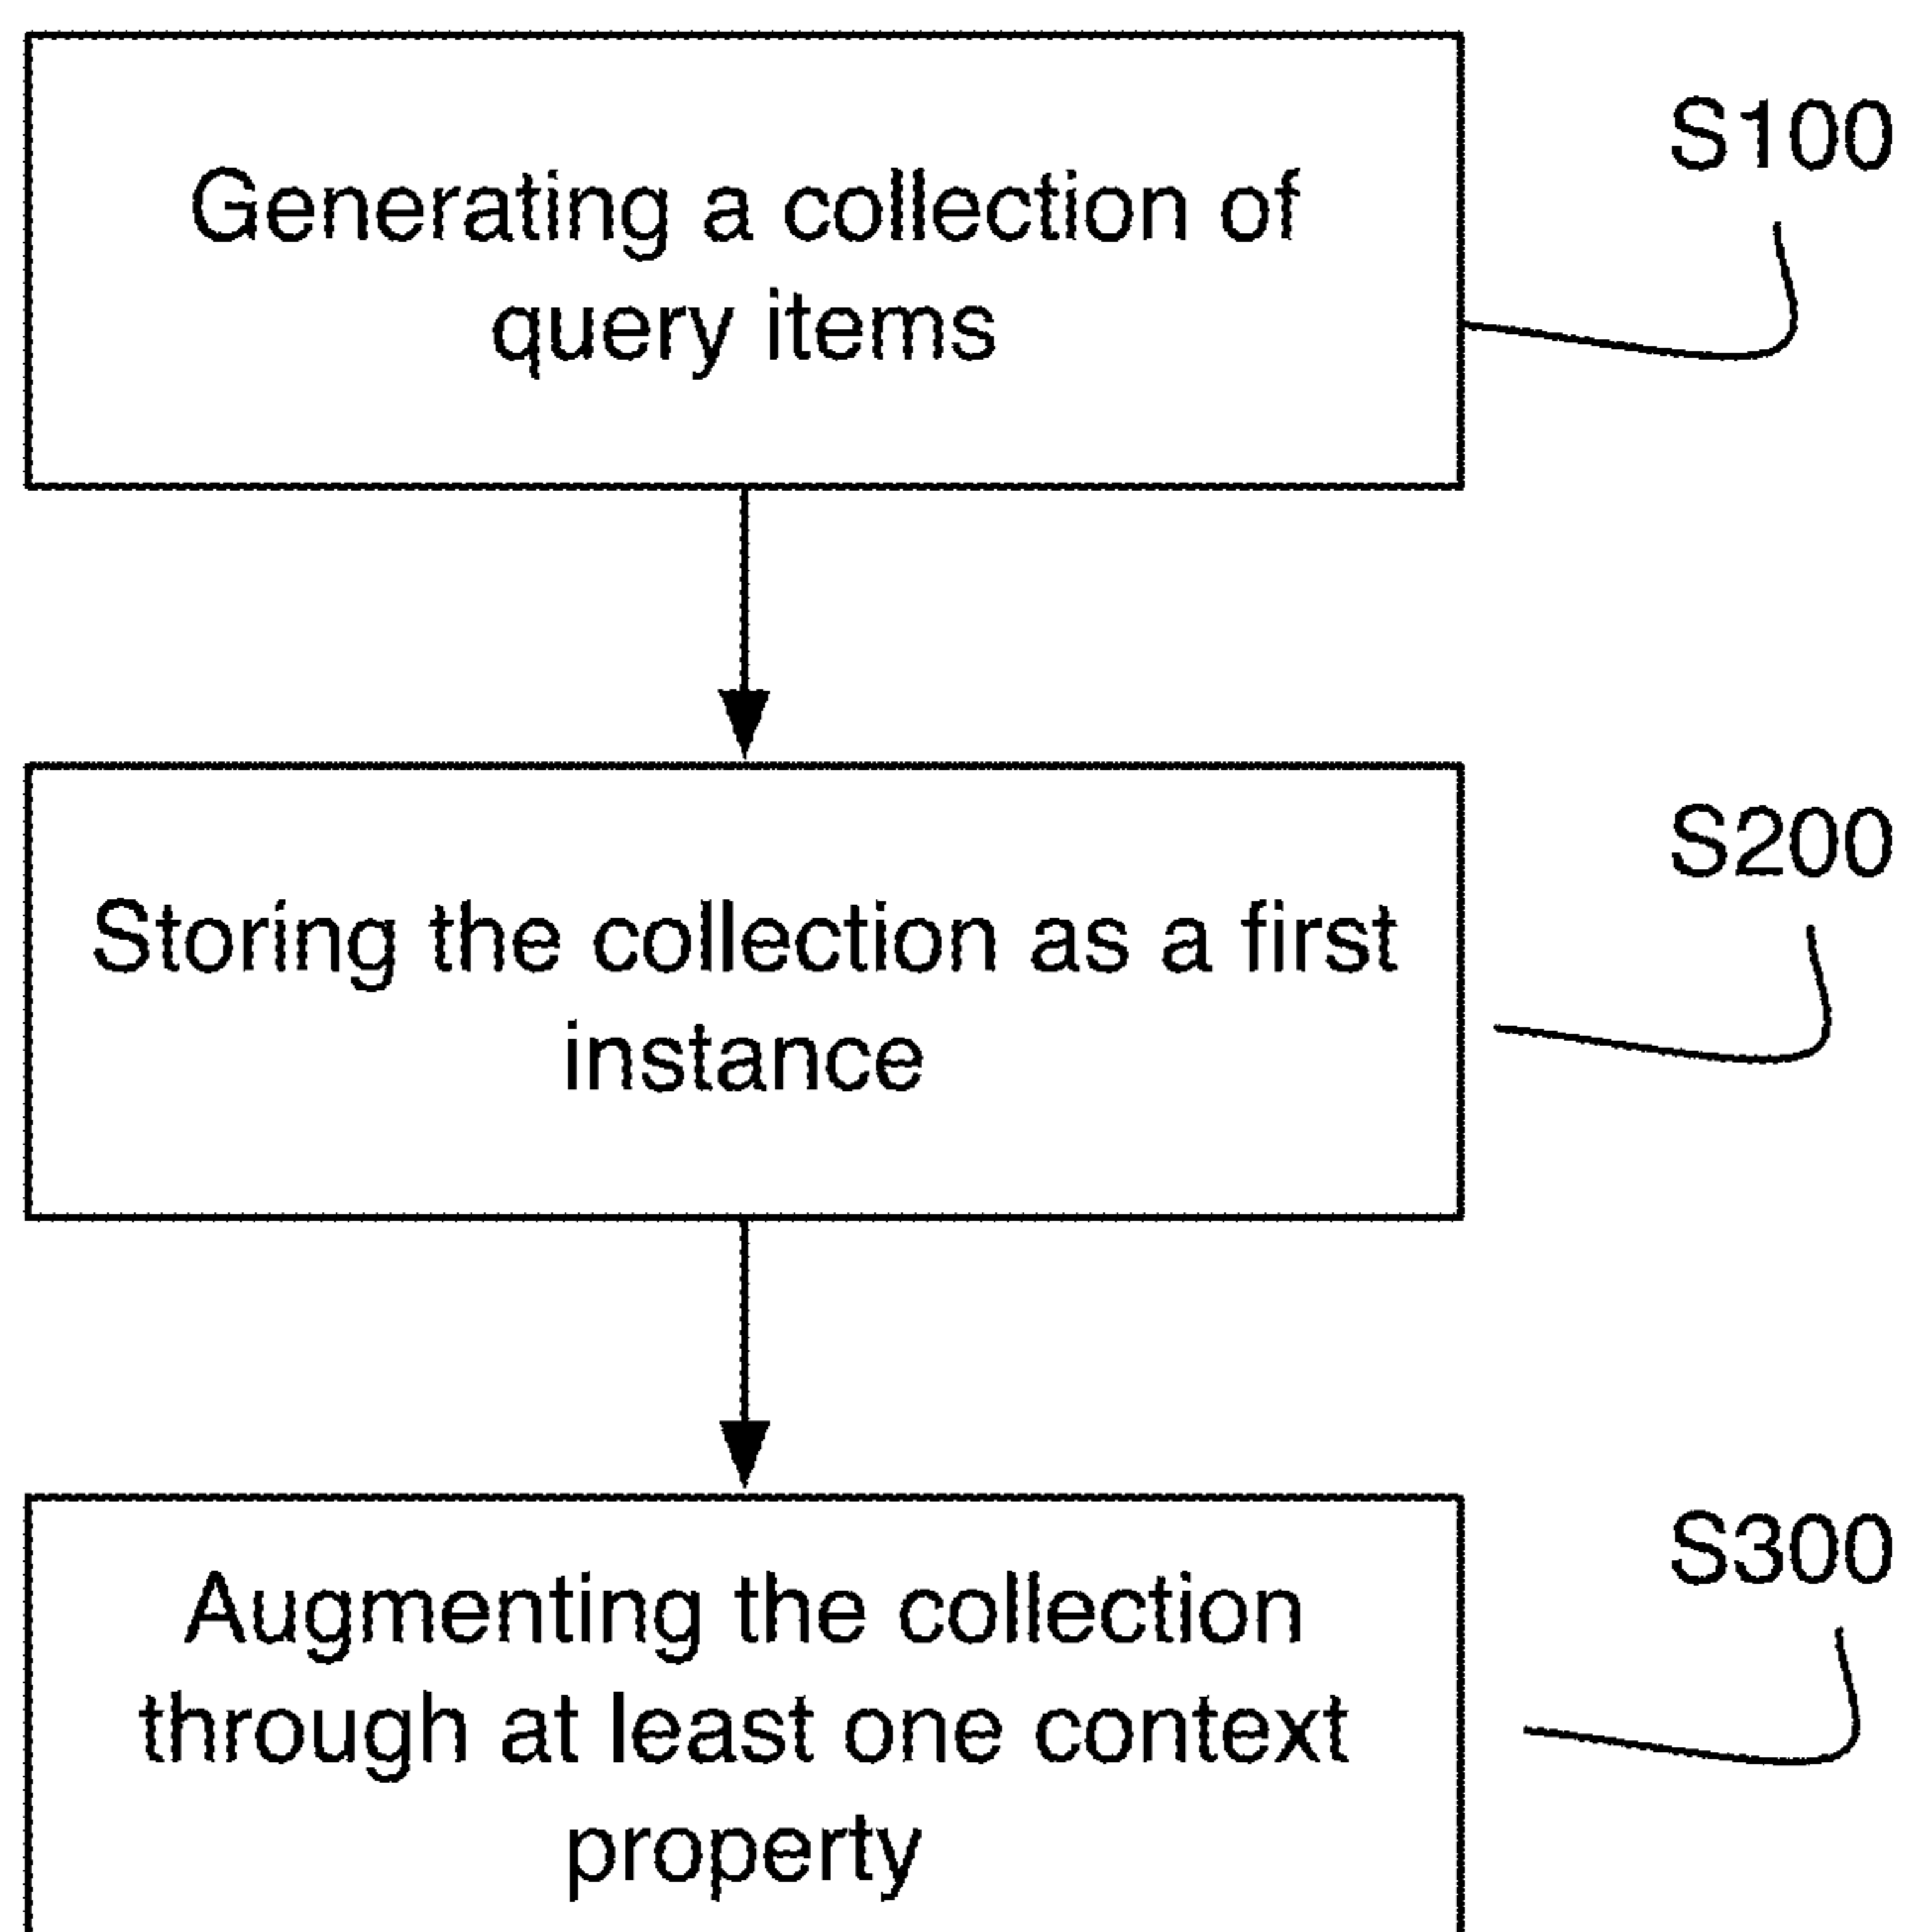 Generating a collection of
query items
S100
Storing the collection as a first
instance
S200
Augmenting the collection
through at least one context
property
S300